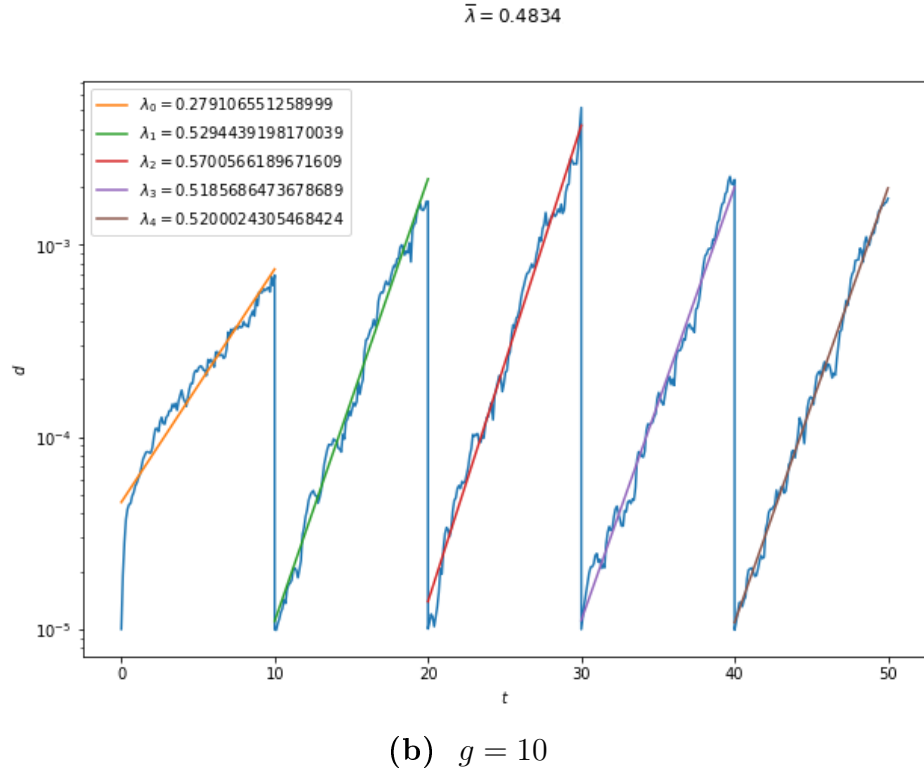 λ̅ = 0.4834
λ₀ = 0.279106551258999
λ₁ = 0.5294439198170039
λ₂ = 0.5700566189671609
λ₃ = 0.5185686473678689
λ₄ = 0.5200024305468424
10⁻³
10⁻⁴
10⁻⁵
d
0 10 20 30 40 50
t
(b) g = 10